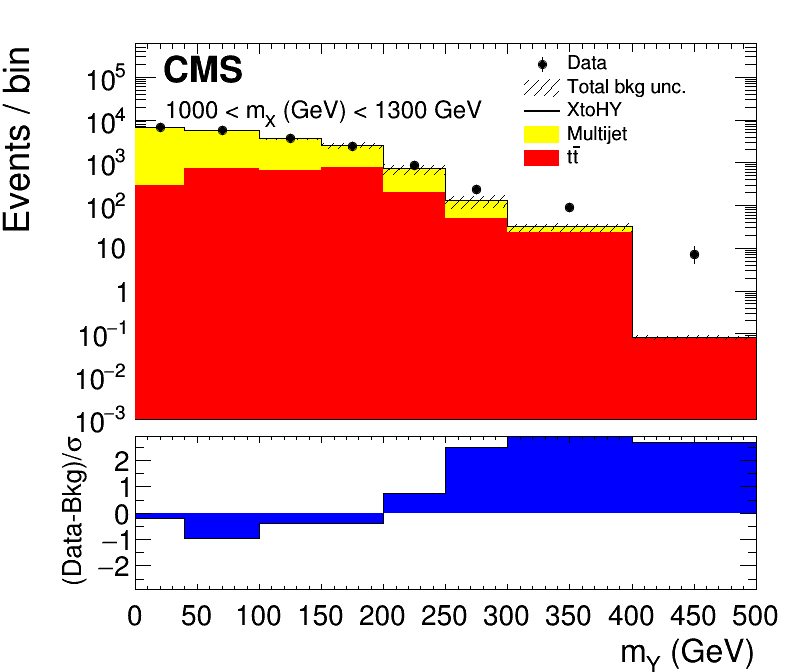 CMS
1000 < m_X (GeV) < 1300 GeV
Data
Total bkg unc.
XtoHY
Multijet
tt̄
Events / bin
10^5
10^4
10^3
10^2
10
1
10^−1
10^−2
10^−3
(Data-Bkg)/σ
2
1
0
−1
−2
0 50 100 150 200 250 300 350 400 450 500
m_Y (GeV)